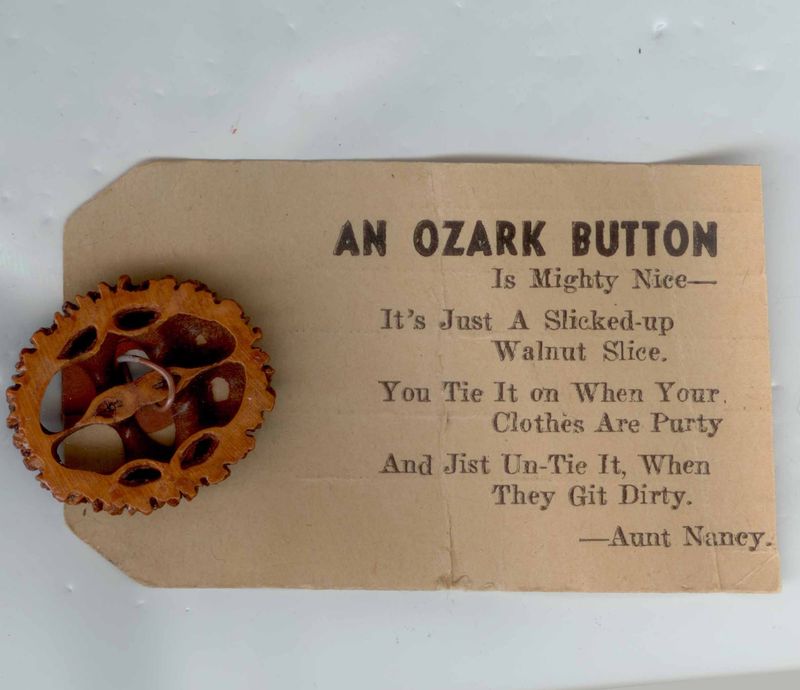 AN OZARK BUTTON
Is Mighty Nice—
It's Just A Slicked-up
Walnut Slice.
You Tie It on When Your
Clothes Are Purty
And Jist Un-Tie It, When
They Git Dirty.
—Aunt Nancy.